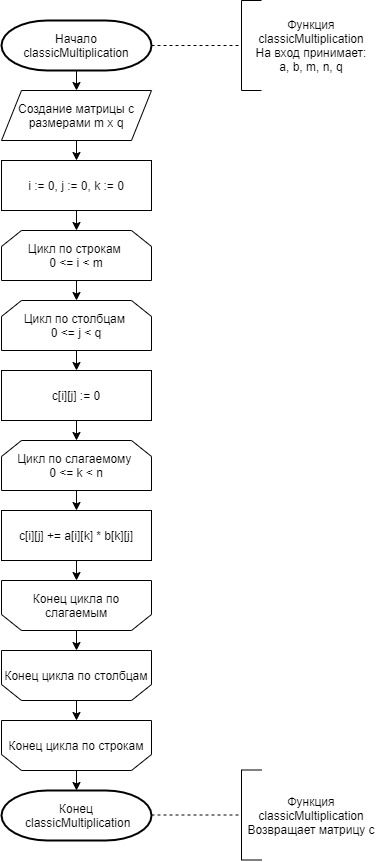 Начало
classicMultiplication
Функция
classicMultiplication
На вход принимает:
a, b, m, n, q
Создание матрицы с
размерами m x q
i := 0, j := 0, k := 0
Цикл по строкам
0 <= i < m
Цикл по столбцам
0 <= j < q
c[i][j] := 0
Цикл по слагаемому
0 <= k < n
c[i][j] += a[i][k] * b[k][j]
Конец цикла по
слагаемым
Конец цикла по столбцам
Конец цикла по строкам
Конец
classicMultiplication
Функция
classicMultiplication
Возвращает матрицу с